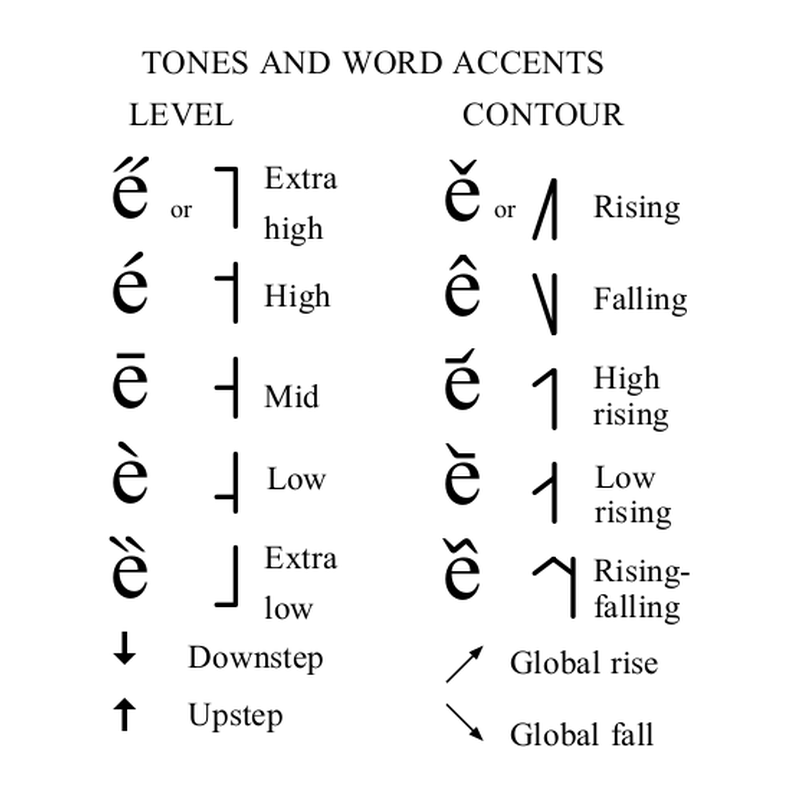 TONES AND WORD ACCENTS
LEVEL CONTOUR
e̋ or ˥ Extra high
é ˦ High
ē ˧ Mid
è ˨ Low
ȅ ˩ Extra low
ꜜ Downstep
ꜛ Upstep
ě or ˩˥ Rising
ê ˥˩ Falling
e᷄ ˦˥ High rising
e᷅ ˩˨ Low rising
e᷈ ˧˦˧ Rising-falling
↗ Global rise
↘ Global fall